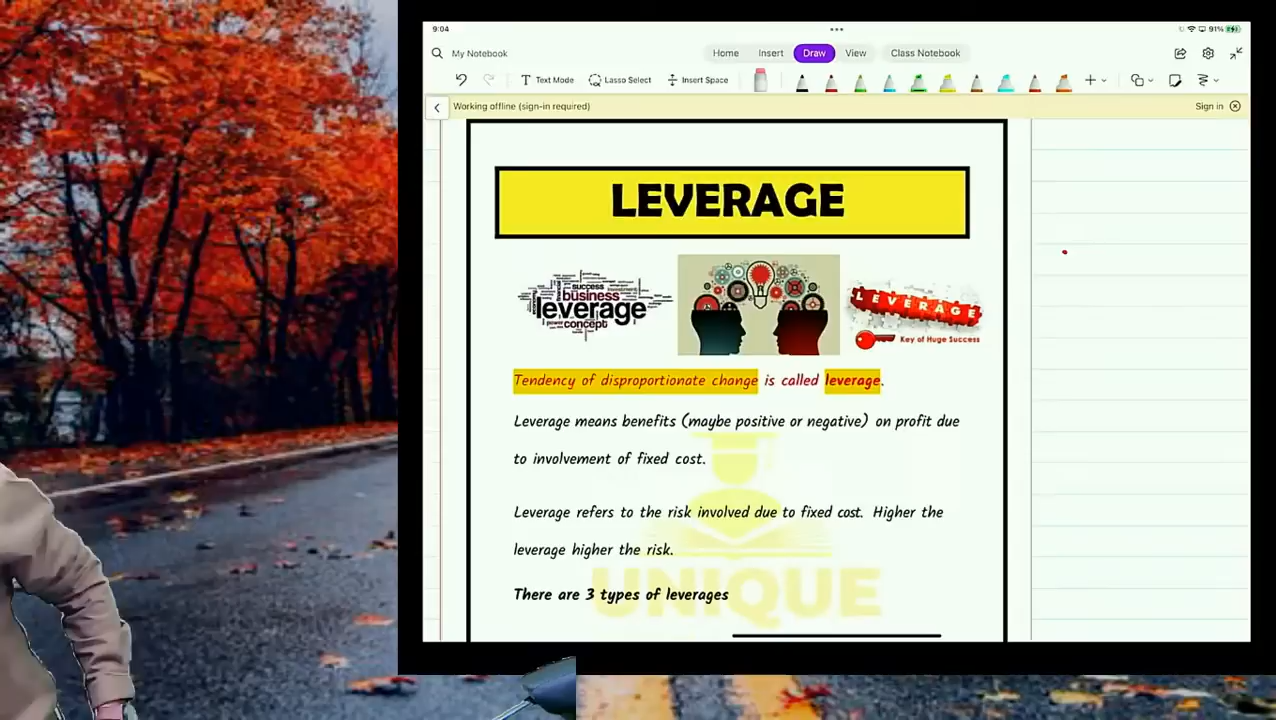 9:04
91%
My Notebook
Home Insert Draw View Class Notebook
Text Mode Lasso Select Insert Space
Working offline (sign-in required)
Sign in
LEVERAGE
success
business
leverage
concept
LEVERAGE
Key of Huge Success
Tendency of disproportionate change is called leverage.
Leverage means benefits (maybe positive or negative) on profit due
to involvement of fixed cost.
Leverage refers to the risk involved due to fixed cost. Higher the
leverage higher the risk.
There are 3 types of leverages
UNIQUE